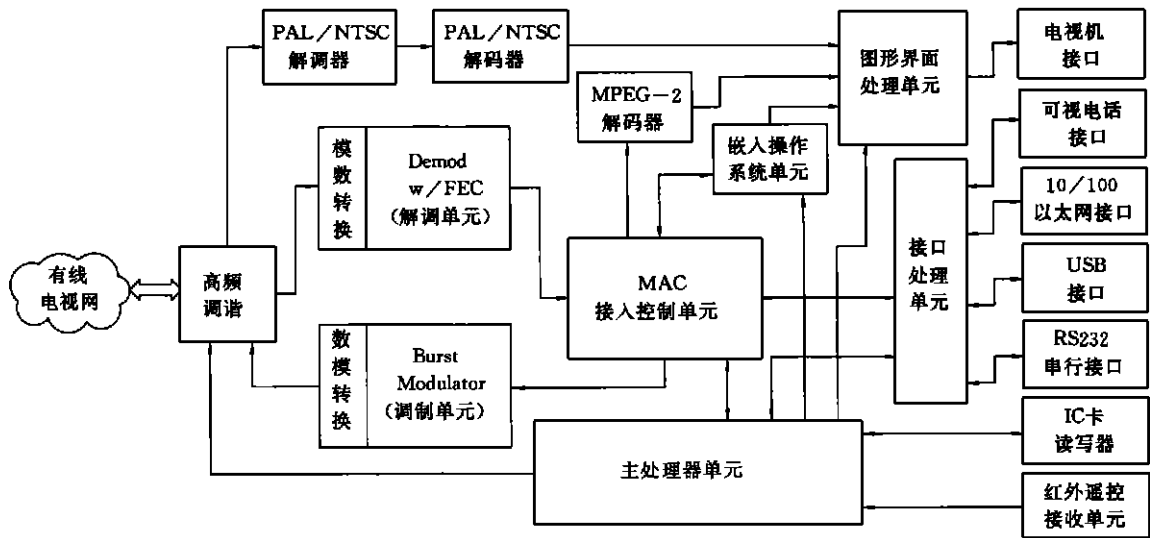 PAL/NTSC
解调器
PAL/NTSC
解码器
图形界面
处理单元
电视机
接口
MPEG-2
解码器
嵌入操作
系统单元
可视电话
接口
模数转换
Demod
w/FEC
(解调单元)
10/100
以太网接口
有线
电视网
高频
调谐
MAC
接入控制单元
接口
处理
单元
USB
接口
数模转换
Burst
Modulator
(调制单元)
RS232
串行接口
主处理器单元
IC卡
读写器
红外遥控
接收单元